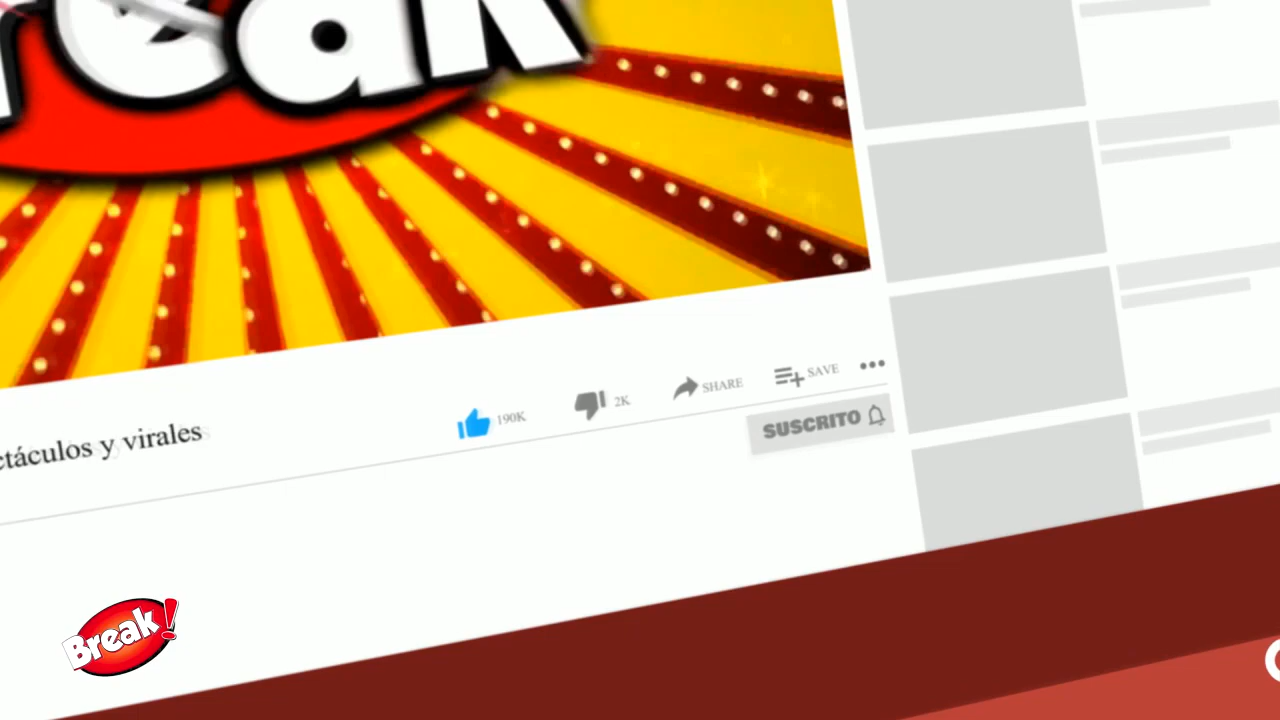 reak
ctáculos y virales
190K
2K
SHARE
SAVE
SUSCRITO
Break!